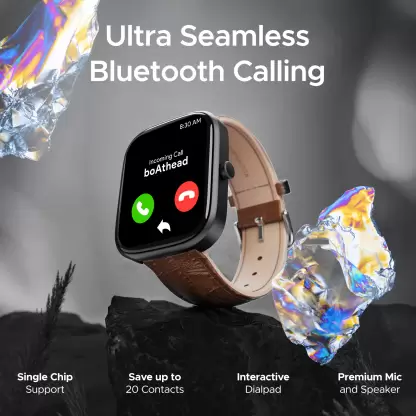 Ultra Seamless
Bluetooth Calling
8:30 AM
Incoming Call
boAthead
Single Chip
Support
Save up to
20 Contacts
Interactive
Dialpad
Premium Mic
and Speaker